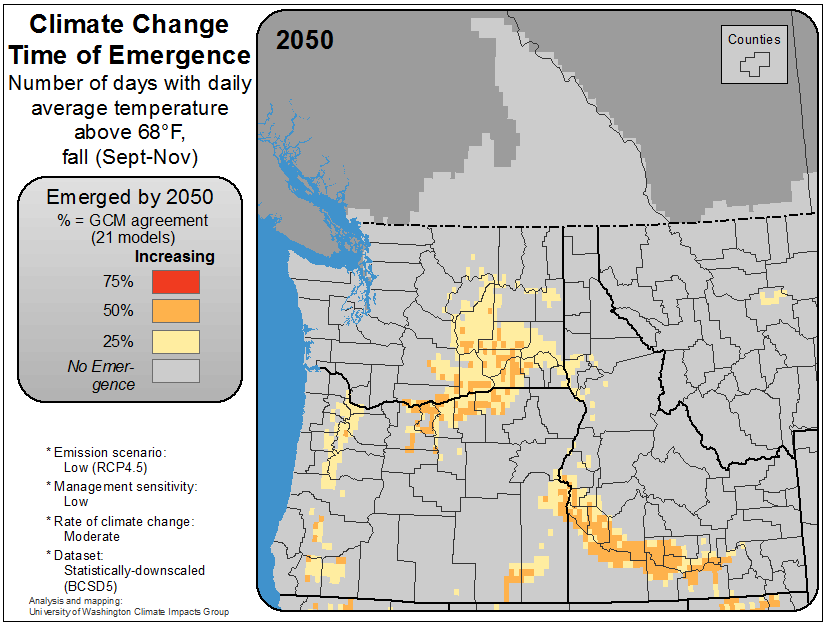 Climate Change
Time of Emergence
Number of days with daily
average temperature
above 68°F,
fall (Sept-Nov)
Emerged by 2050
% = GCM agreement
(21 models)
Increasing
75%
50%
25%
No Emer-
gence
* Emission scenario:
Low (RCP4.5)
* Management sensitivity:
Low
* Rate of climate change:
Moderate
* Dataset:
Statistically-downscaled
(BCSD5)
Analysis and mapping:
University of Washington Climate Impacts Group
2050
Counties